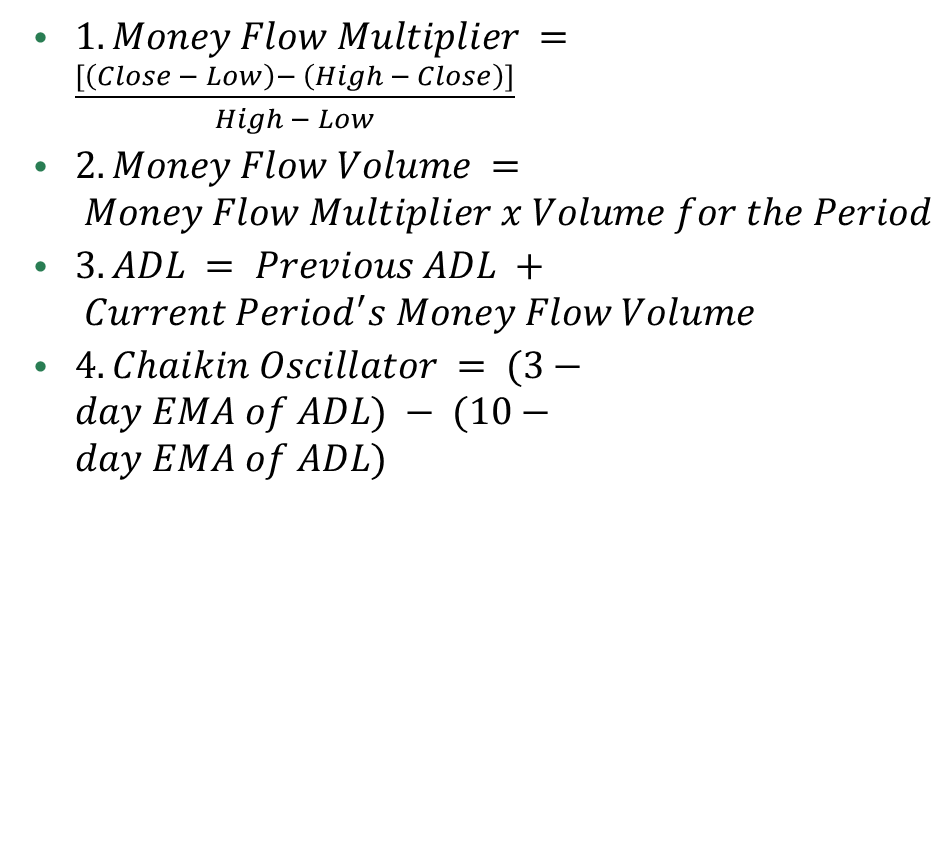 • 1. Money Flow Multiplier =
[(Close − Low)− (High − Close)]
High − Low
• 2. Money Flow Volume =
Money Flow Multiplier x Volume for the Period
• 3. ADL = Previous ADL +
Current Period's Money Flow Volume
• 4. Chaikin Oscillator = (3 −
day EMA of ADL) − (10 −
day EMA of ADL)